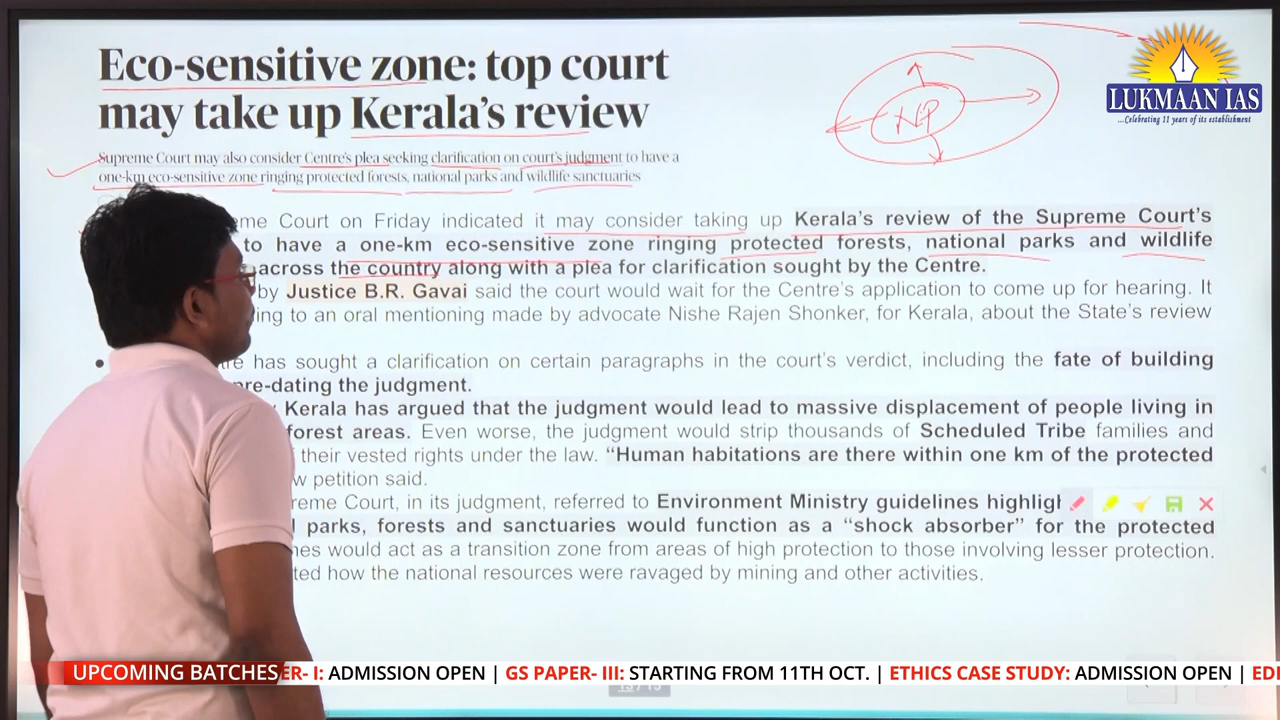 Eco-sensitive zone: top court
may take up Kerala's review
NP
LUKMAAN IAS
...Celebrating 11 years of its establishment
Supreme Court may also consider Centre's plea seeking clarification on court's judgment to have a
one-km eco-sensitive zone ringing protected forests, national parks and wildlife sanctuaries
eme Court on Friday indicated it may consider taking up Kerala's review of the Supreme Court's
to have a one-km eco-sensitive zone ringing protected forests, national parks and wildlife
across the country along with a plea for clarification sought by the Centre.
by Justice B.R. Gavai said the court would wait for the Centre's application to come up for hearing. It
ing to an oral mentioning made by advocate Nishe Rajen Shonker, for Kerala, about the State's review
• re has sought a clarification on certain paragraphs in the court's verdict, including the fate of building
pre-dating the judgment.
Kerala has argued that the judgment would lead to massive displacement of people living in
forest areas. Even worse, the judgment would strip thousands of Scheduled Tribe families and
their vested rights under the law. "Human habitations are there within one km of the protected
w petition said.
reme Court, in its judgment, referred to Environment Ministry guidelines highligh
l parks, forests and sanctuaries would function as a "shock absorber" for the protected
nes would act as a transition zone from areas of high protection to those involving lesser protection.
ted how the national resources were ravaged by mining and other activities.
UPCOMING BATCHES ER- I: ADMISSION OPEN | GS PAPER- III: STARTING FROM 11TH OCT. | ETHICS CASE STUDY: ADMISSION OPEN | EDI